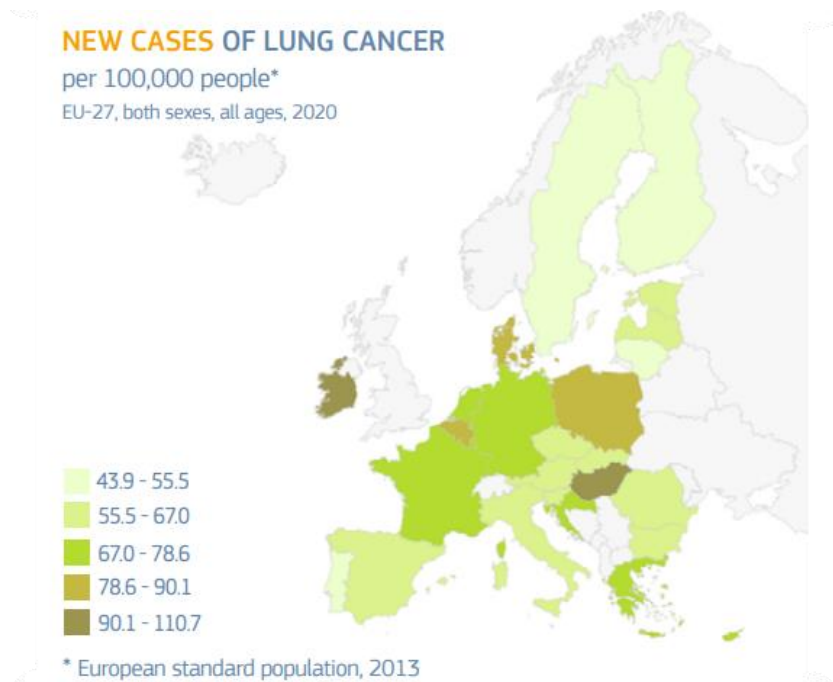 NEW CASES OF LUNG CANCER
per 100,000 people*
EU-27, both sexes, all ages, 2020
43.9 - 55.5
55.5 - 67.0
67.0 - 78.6
78.6 - 90.1
90.1 - 110.7
* European standard population, 2013